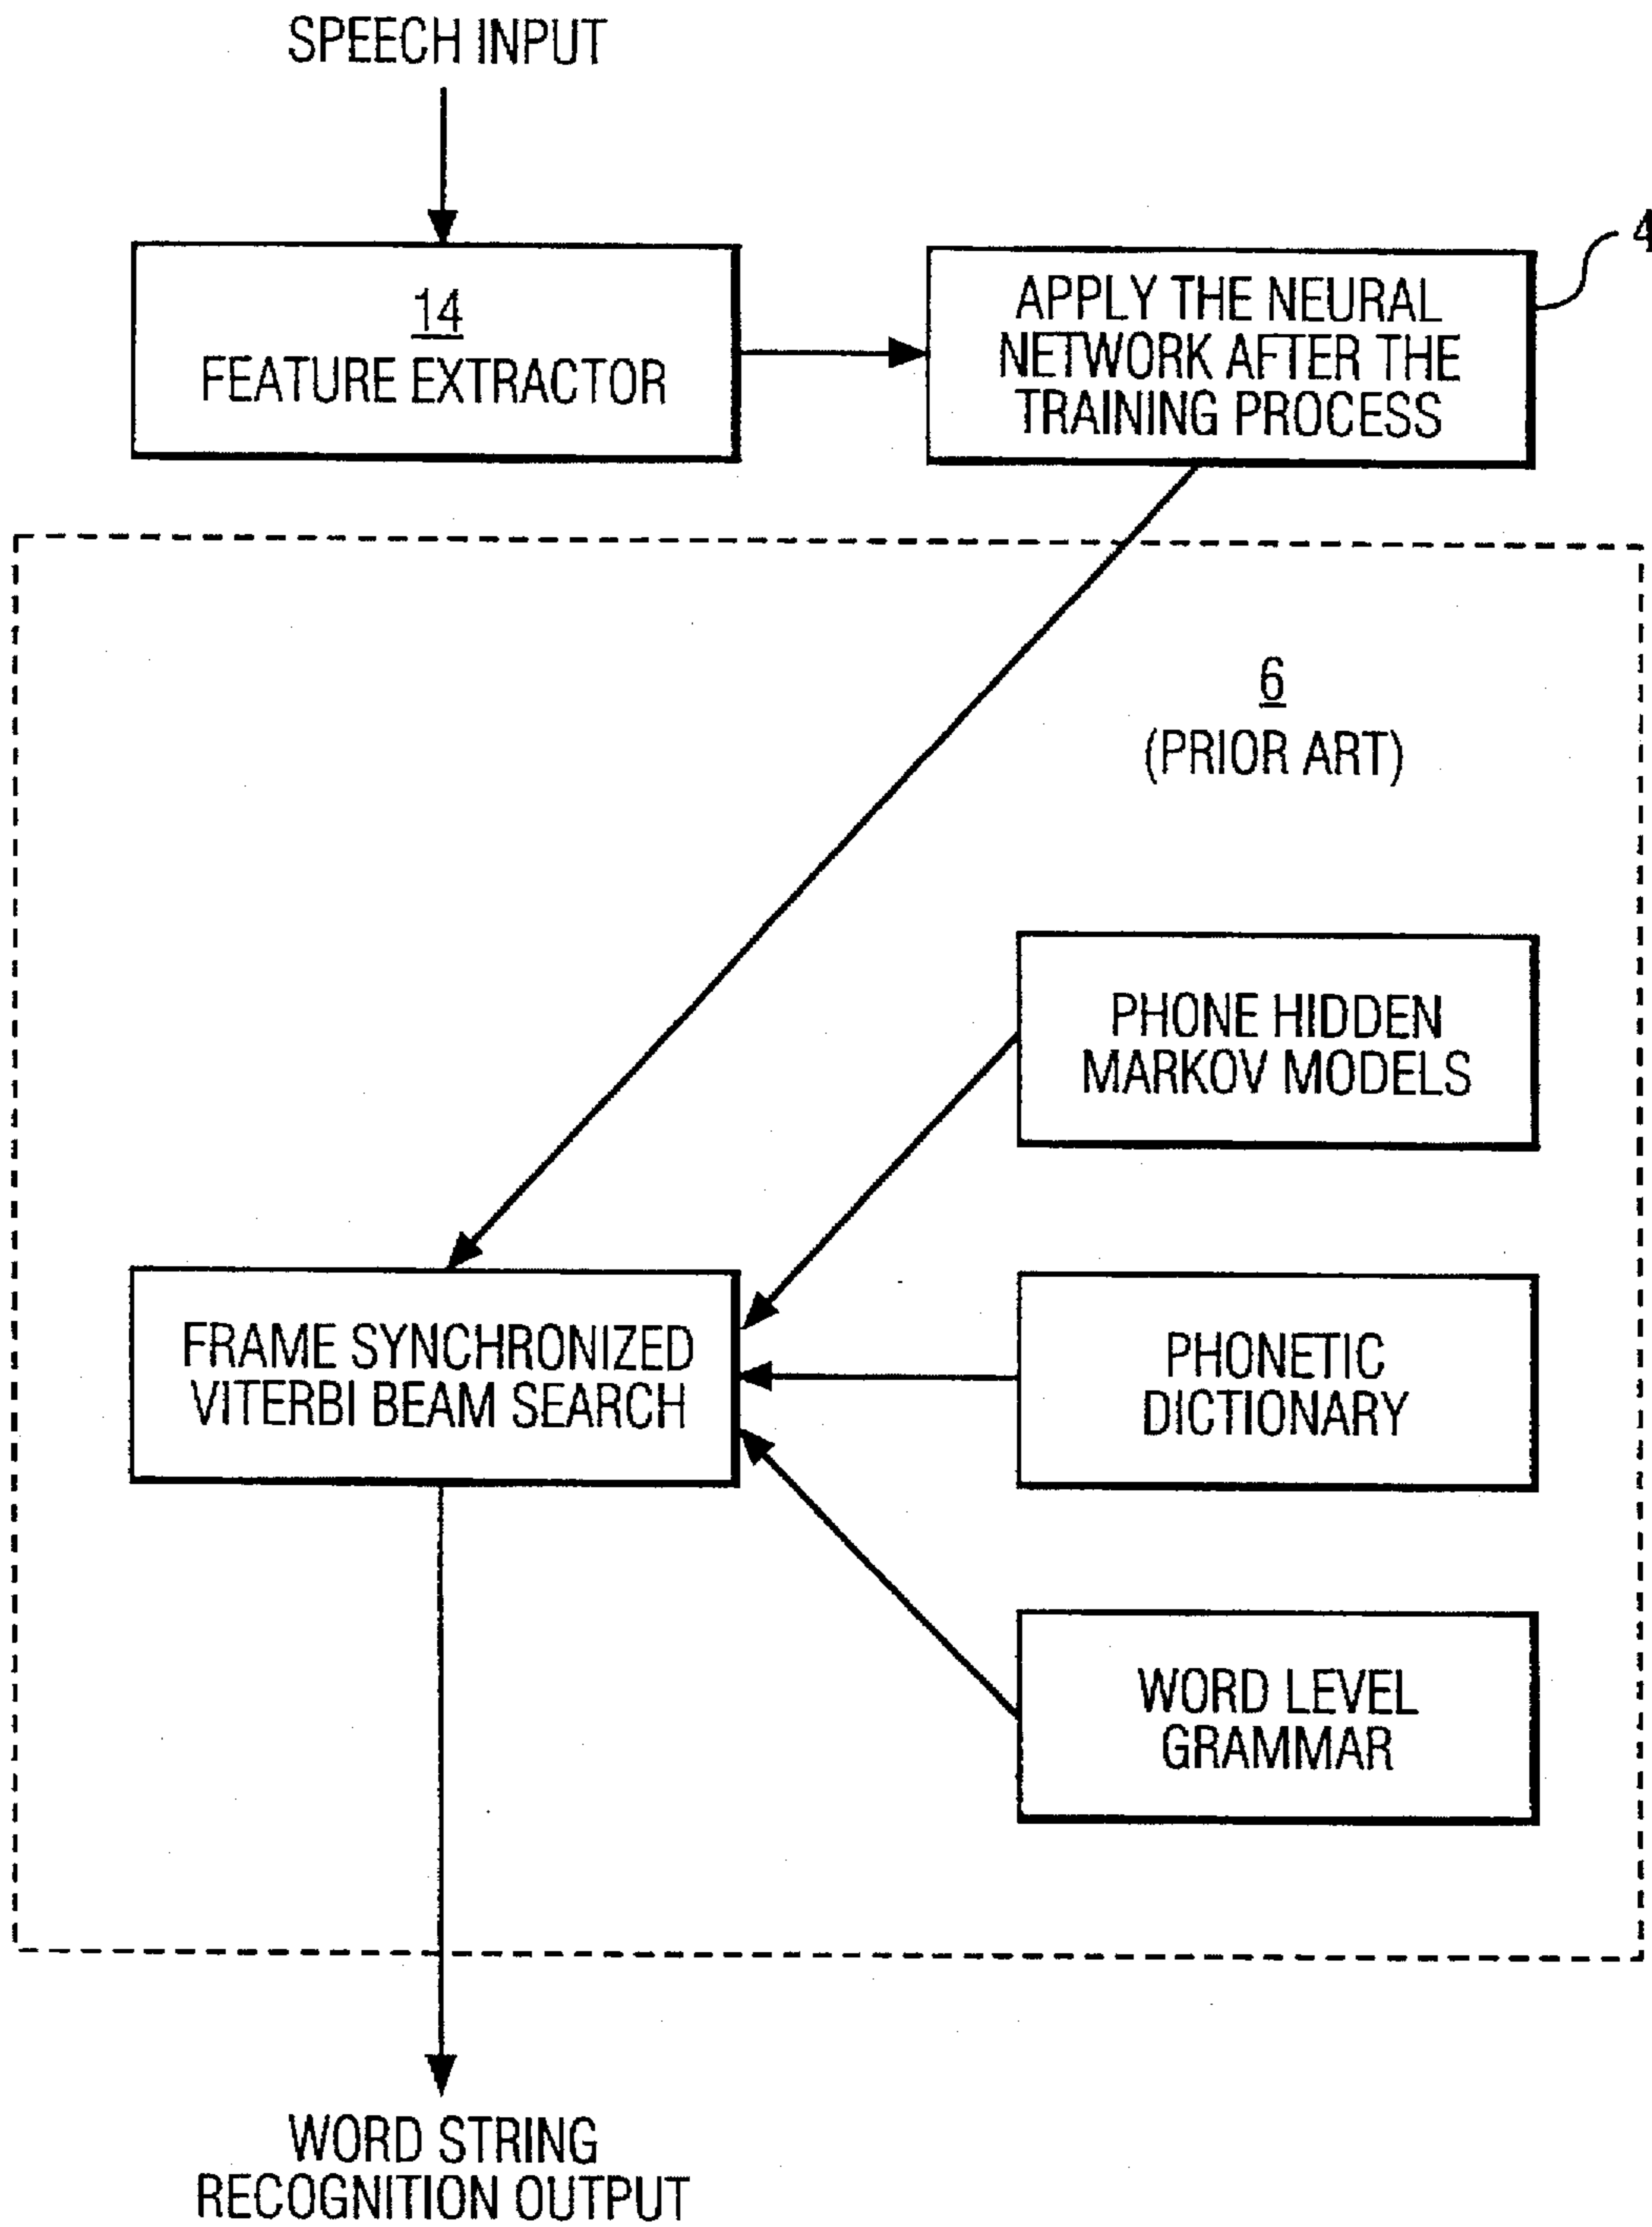 SPEECH INPUT
14
FEATURE EXTRACTOR
APPLY THE NEURAL
NETWORK AFTER THE
TRAINING PROCESS
4
6
(PRIOR ART)
PHONE HIDDEN
MARKOV MODELS
FRAME SYNCHRONIZED
VITERBI BEAM SEARCH
PHONETIC
DICTIONARY
WORD LEVEL
GRAMMAR
WORD STRING
RECOGNITION OUTPUT